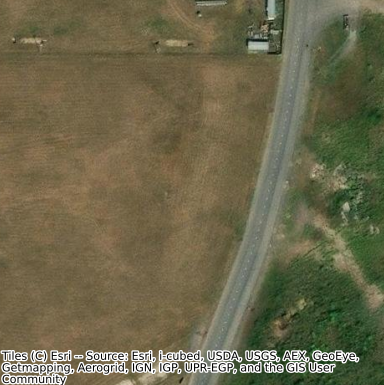 Tiles (C) Esri -- Source: Esri, i-cubed, USDA, USGS, AEX, GeoEye,
Getmapping, Aerogrid, IGN, IGP, UPR-EGP, and the GIS User
Community